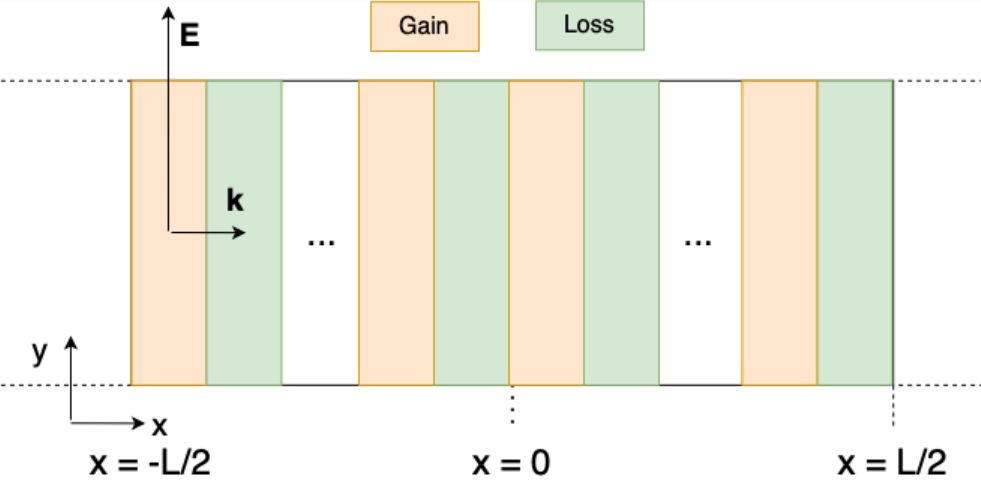 E
Gain
Loss
k
...
...
y
x
x = -L/2
x = 0
x = L/2